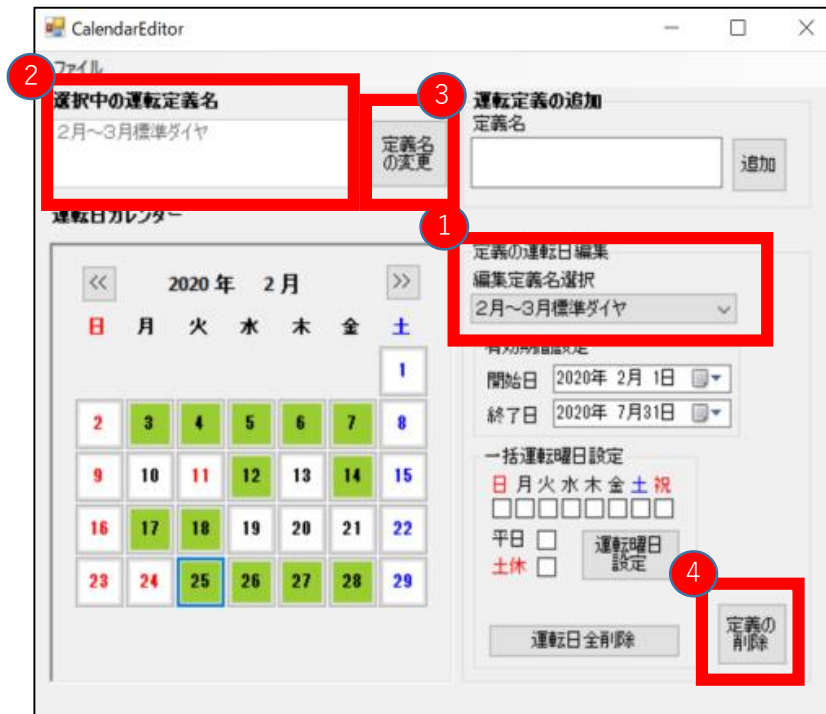 CalendarEditor
ファイル
2
選択中の運転定義名
2月～3月標準ダイヤ
3
定義名
の変更
運転定義の追加
定義名
追加
運転日カレンダー
<< 2020 年 2 月 >>
日 月 火 水 木 金 土
1
2 3 4 5 6 7 8
9 10 11 12 13 14 15
16 17 18 19 20 21 22
23 24 25 26 27 28 29
1
定義の運転日編集
編集定義名選択
2月～3月標準ダイヤ
有効期間設定
開始日 2020年 2月 1日
終了日 2020年 7月31日
一括運転曜日設定
日 月 火 水 木 金 土 祝
平日
土休
運転曜日
設定
4
運転日全削除
定義の
削除